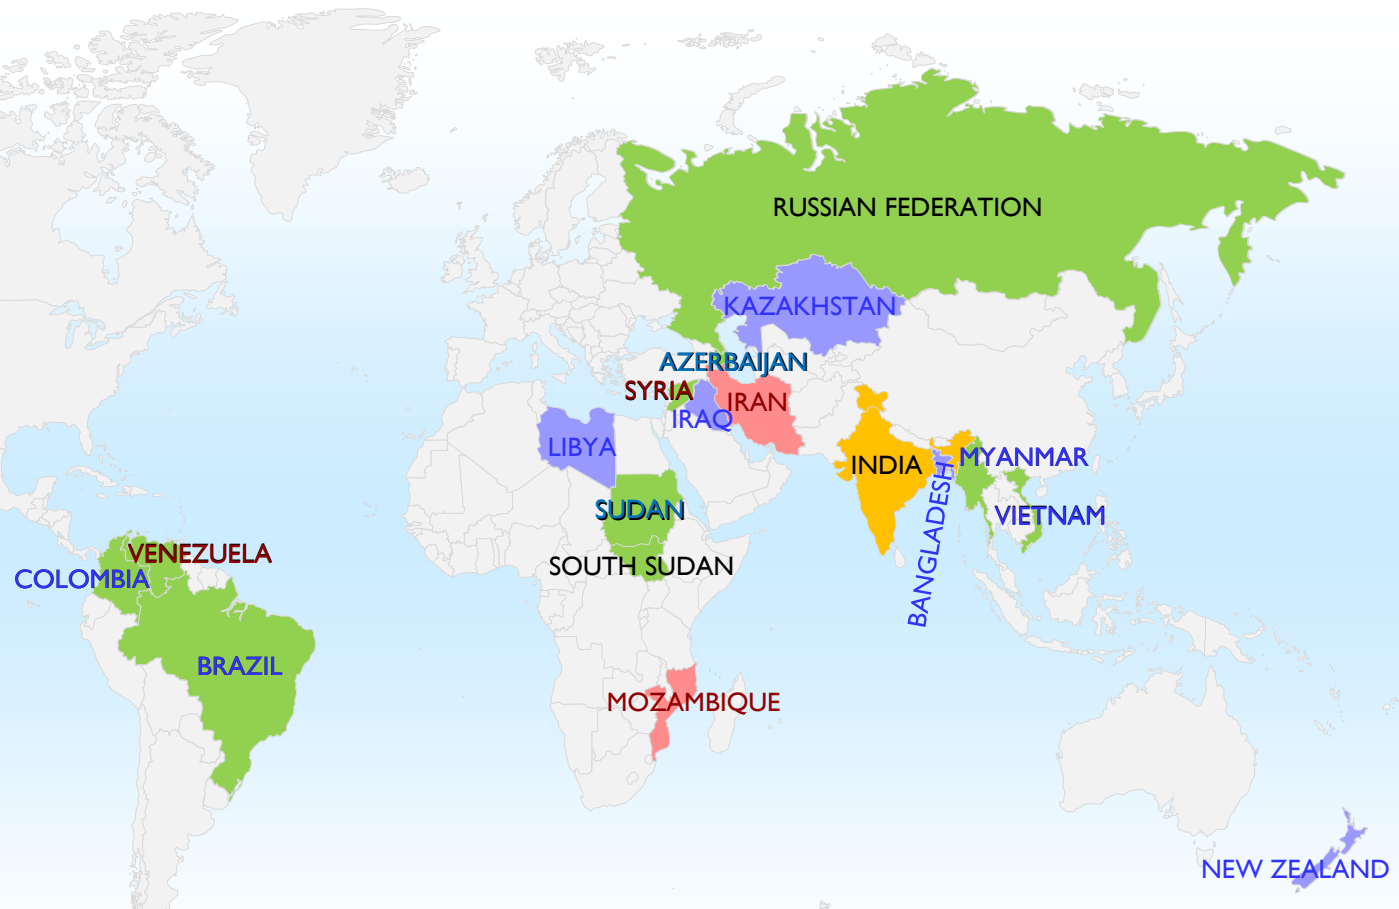 RUSSIAN FEDERATION
KAZAKHSTAN
AZERBAIJAN
SYRIA
IRAN
IRAQ
LIBYA
INDIA
MYANMAR
BANGLADESH
SUDAN
VIETNAM
SOUTH SUDAN
VENEZUELA
COLOMBIA
BRAZIL
MOZAMBIQUE
NEW ZEALAND